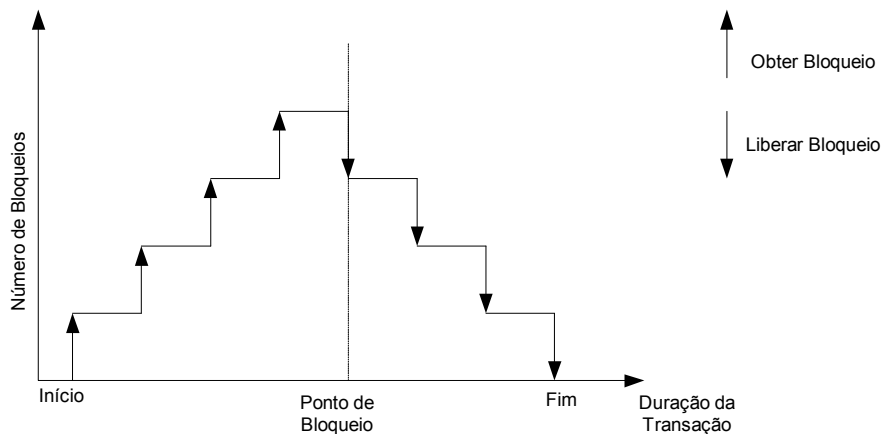 Número de Bloqueios
Obter Bloqueio
Liberar Bloqueio
Início
Ponto de
Bloqueio
Fim
Duração da
Transação